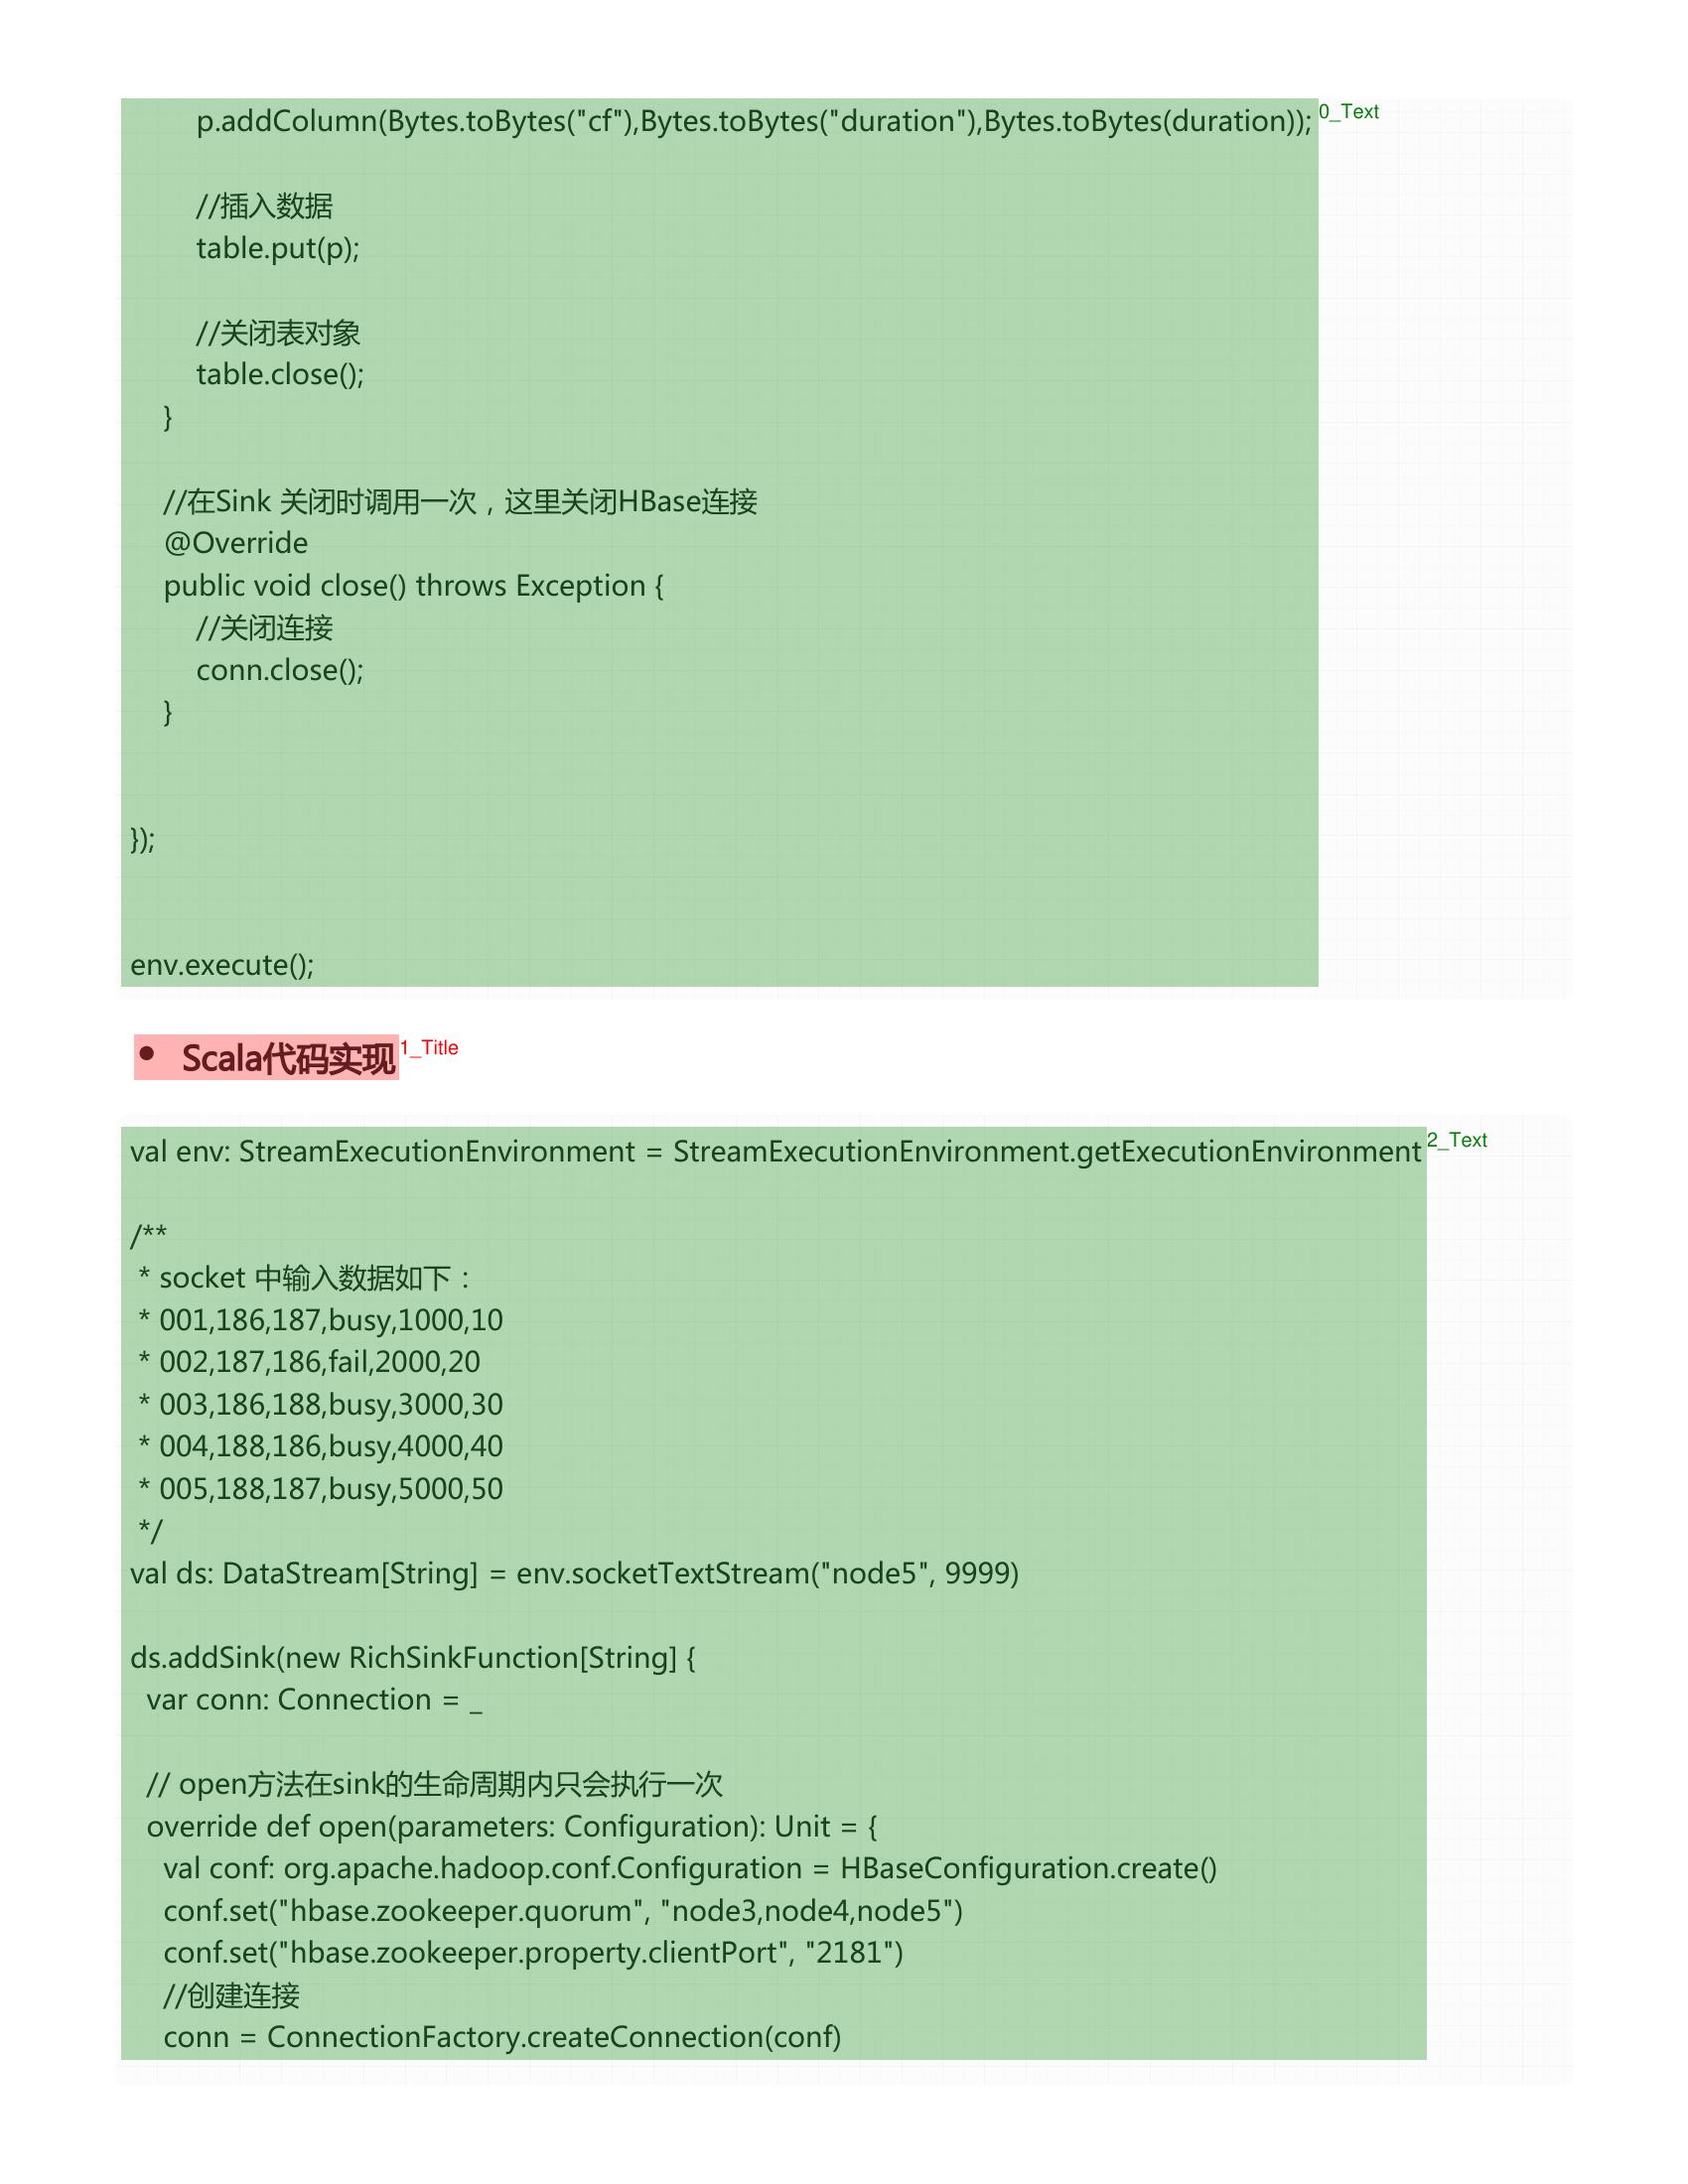 p.addColumn(Bytes.toBytes("cf"),Bytes.toBytes("duration"),Bytes.toBytes(duration));
0_Text
//插入数据
table.put(p);
//关闭表对象
table.close();
}
//在Sink 关闭时调用一次，这里关闭HBase连接
@Override
public void close() throws Exception {
//关闭连接
conn.close();
}
});
env.execute();
• Scala代码实现
1_Title
val env: StreamExecutionEnvironment = StreamExecutionEnvironment.getExecutionEnvironment
2_Text
/**
* socket 中输入数据如下：
* 001,186,187,busy,1000,10
* 002,187,186,fail,2000,20
* 003,186,188,busy,3000,30
* 004,188,186,busy,4000,40
* 005,188,187,busy,5000,50
*/
val ds: DataStream[String] = env.socketTextStream("node5", 9999)
ds.addSink(new RichSinkFunction[String] {
var conn: Connection = _
// open方法在sink的生命周期内只会执行一次
override def open(parameters: Configuration): Unit = {
val conf: org.apache.hadoop.conf.Configuration = HBaseConfiguration.create()
conf.set("hbase.zookeeper.quorum", "node3,node4,node5")
conf.set("hbase.zookeeper.property.clientPort", "2181")
//创建连接
conn = ConnectionFactory.createConnection(conf)